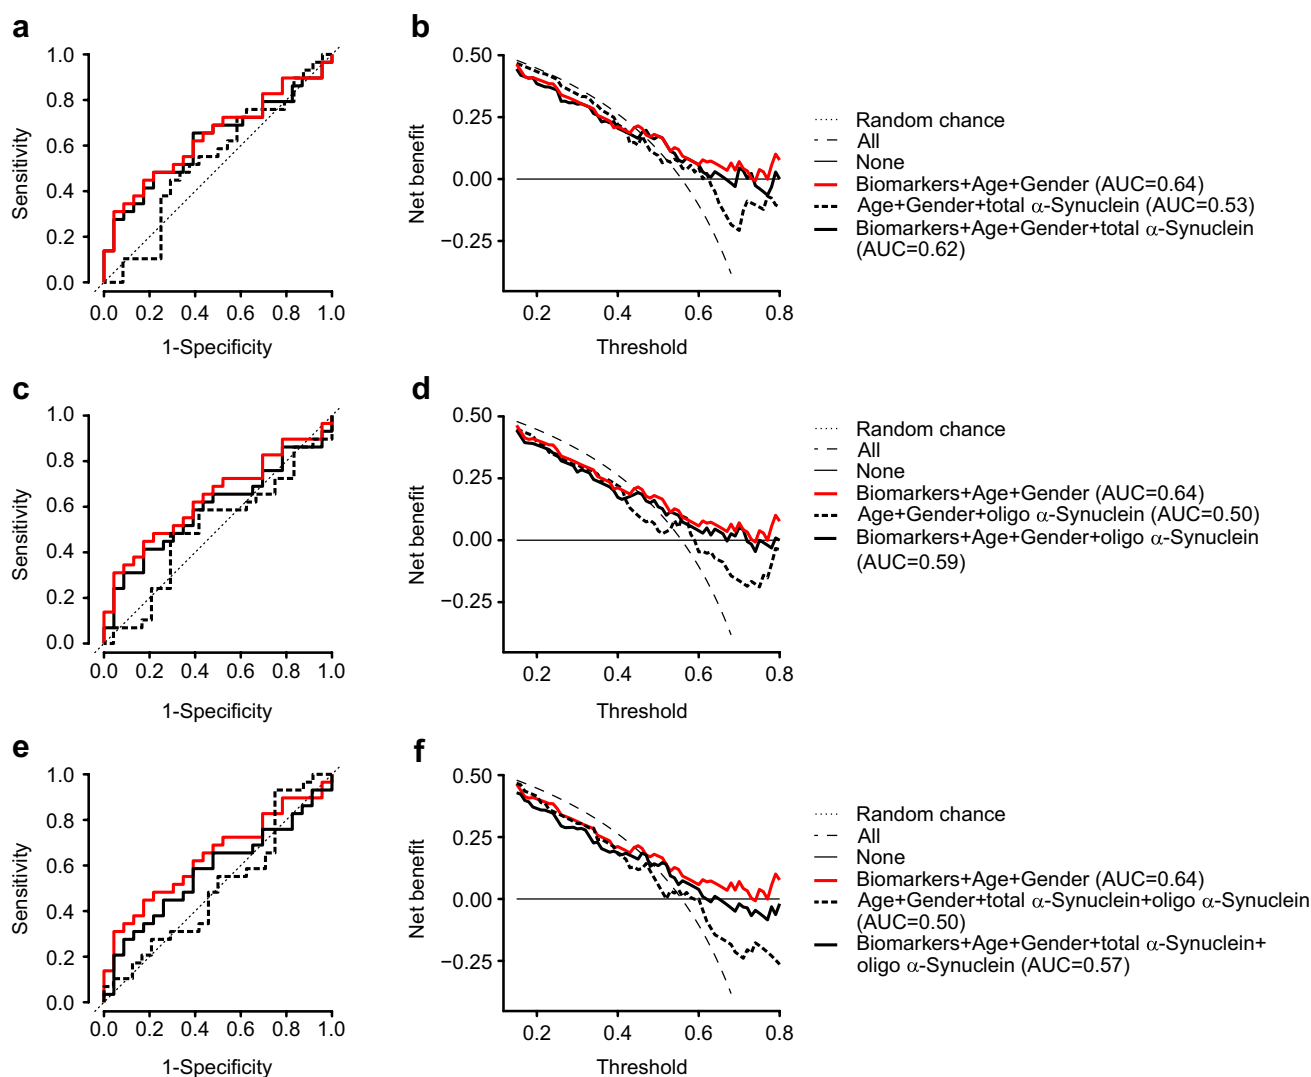 a
1.0
0.8
0.6
0.4
0.2
0.0
Sensitivity
0.0 0.2 0.4 0.6 0.8 1.0
1-Specificity
b
0.50
0.25
0.00
−0.25
Net benefit
0.2 0.4 0.6 0.8
Threshold
Random chance
All
None
Biomarkers+Age+Gender (AUC=0.64)
Age+Gender+total α-Synuclein (AUC=0.53)
Biomarkers+Age+Gender+total α-Synuclein
(AUC=0.62)
c
1.0
0.8
0.6
0.4
0.2
0.0
Sensitivity
0.0 0.2 0.4 0.6 0.8 1.0
1-Specificity
d
0.50
0.25
0.00
−0.25
Net benefit
0.2 0.4 0.6 0.8
Threshold
Random chance
All
None
Biomarkers+Age+Gender (AUC=0.64)
Age+Gender+oligo α-Synuclein (AUC=0.50)
Biomarkers+Age+Gender+oligo α-Synuclein
(AUC=0.59)
e
1.0
0.8
0.6
0.4
0.2
0.0
Sensitivity
0.0 0.2 0.4 0.6 0.8 1.0
1-Specificity
f
0.50
0.25
0.00
−0.25
Net benefit
0.2 0.4 0.6 0.8
Threshold
Random chance
All
None
Biomarkers+Age+Gender (AUC=0.64)
Age+Gender+total α-Synuclein+oligo α-Synuclein
(AUC=0.50)
Biomarkers+Age+Gender+total α-Synuclein+
oligo α-Synuclein (AUC=0.57)